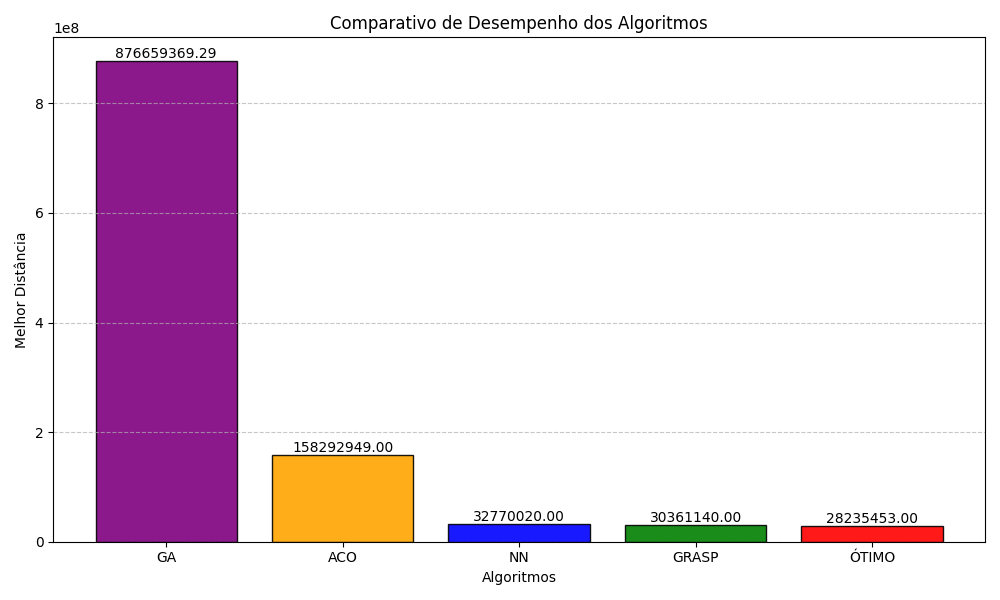 Comparativo de Desempenho dos Algoritmos
1e8
876659369.29
8
6
Melhor Distância
4
2
158292949.00
32770020.00
30361140.00
28235453.00
0
GA
ACO
NN
GRASP
ÓTIMO
Algoritmos